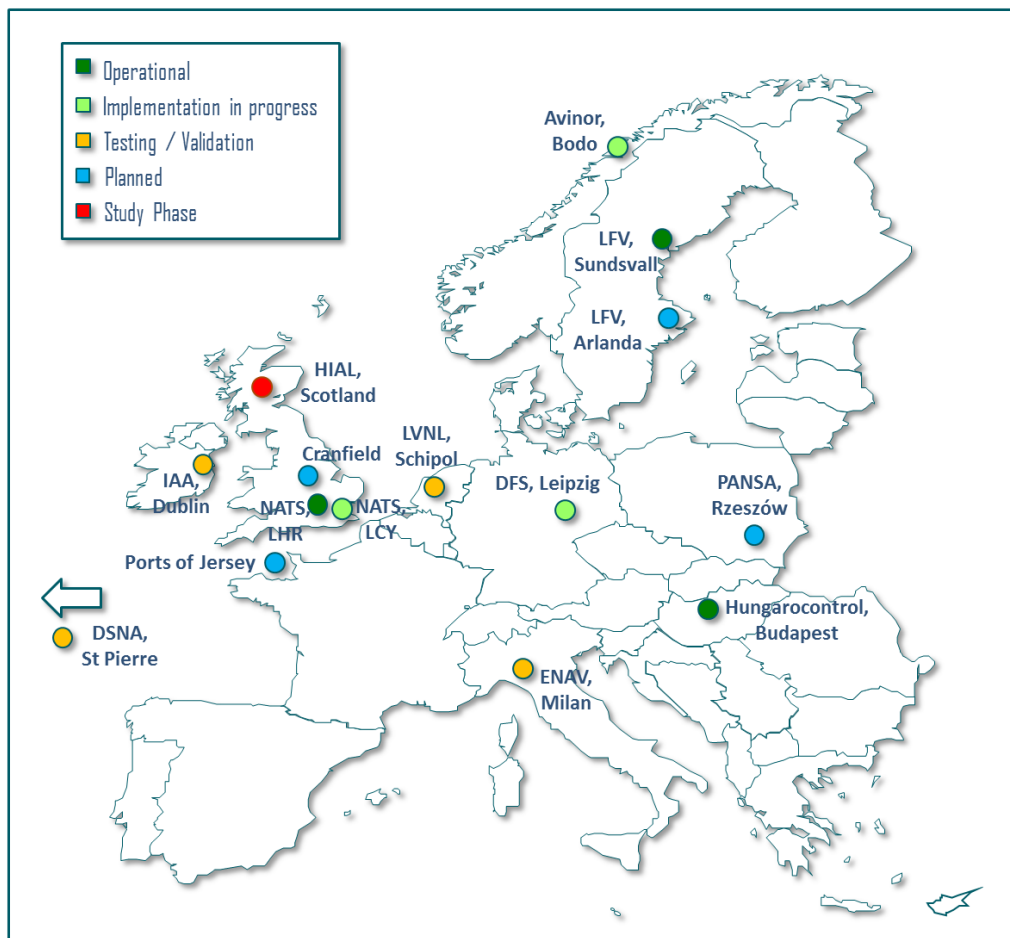 Operational
Implementation in progress
Testing / Validation
Planned
Study Phase
Avinor,
Bodo
LFV,
Sundsvall
LFV,
Arlanda
HIAL,
Scotland
LVNL,
Schipol
Cranfield
IAA,
Dublin
NATS,
LHR
NATS,
LCY
DFS, Leipzig
PANSA,
Rzeszów
Ports of Jersey
Hungarocontrol,
Budapest
DSNA,
St Pierre
ENAV,
Milan